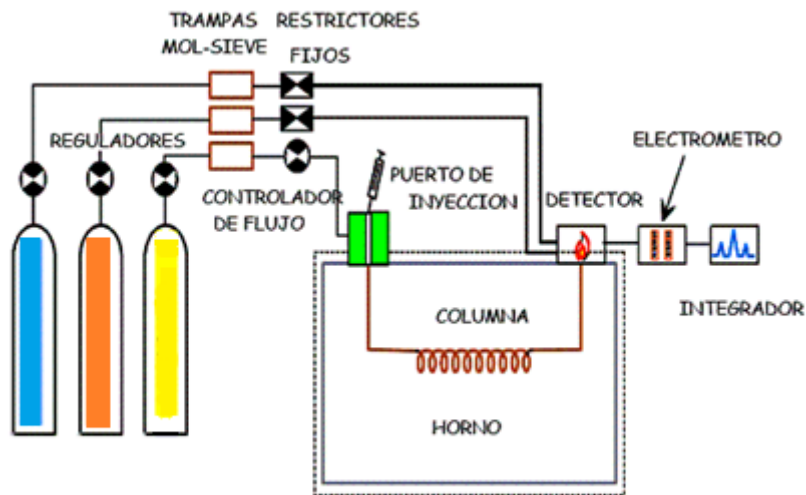 TRAMPAS RESTRICTORES
MOL-SIEVE
FIJOS
REGULADORES
ELECTROMETRO
PUERTO DE
INYECCION
DETECTOR
CONTROLADOR
DE FLUJO
COLUMNA
INTEGRADOR
HORNO